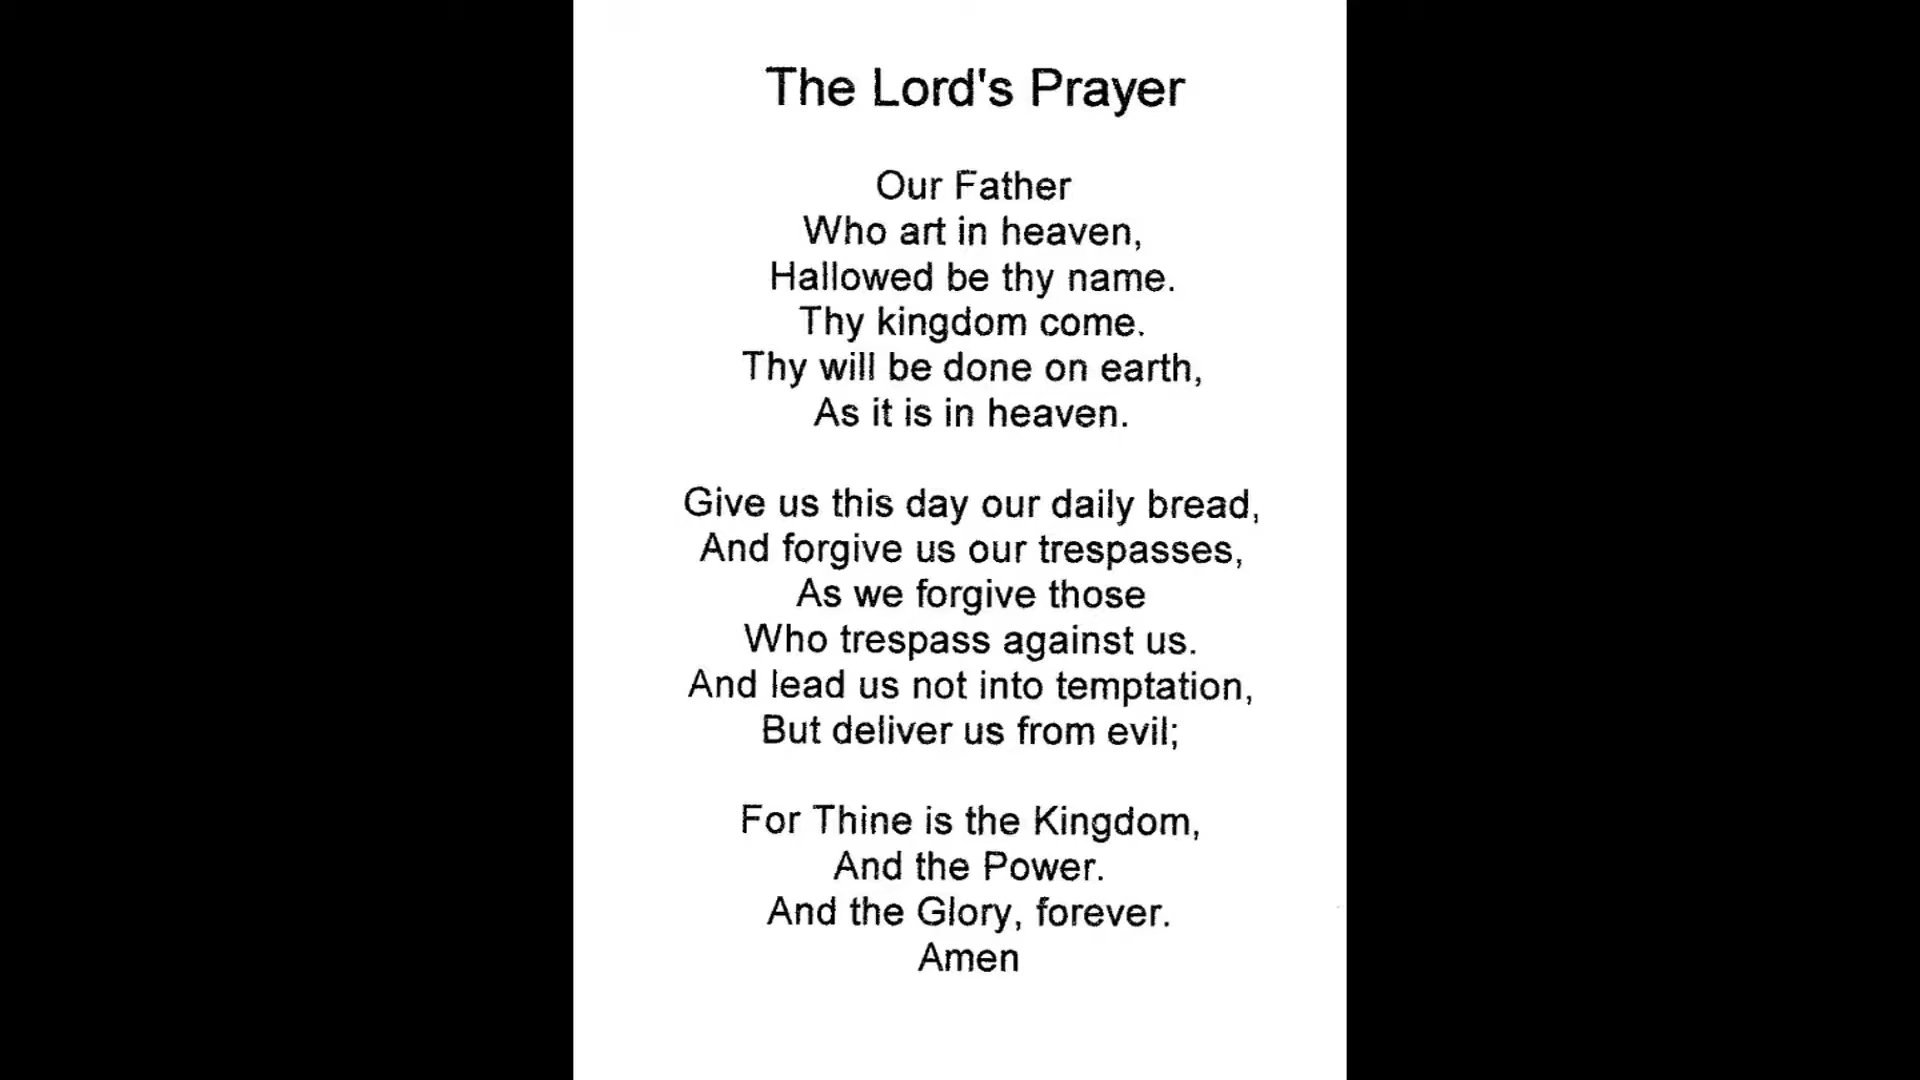 The Lord's Prayer
Our Father
Who art in heaven,
Hallowed be thy name.
Thy kingdom come.
Thy will be done on earth,
As it is in heaven.
Give us this day our daily bread,
And forgive us our trespasses,
As we forgive those
Who trespass against us.
And lead us not into temptation,
But deliver us from evil;
For Thine is the Kingdom,
And the Power.
And the Glory, forever.
Amen